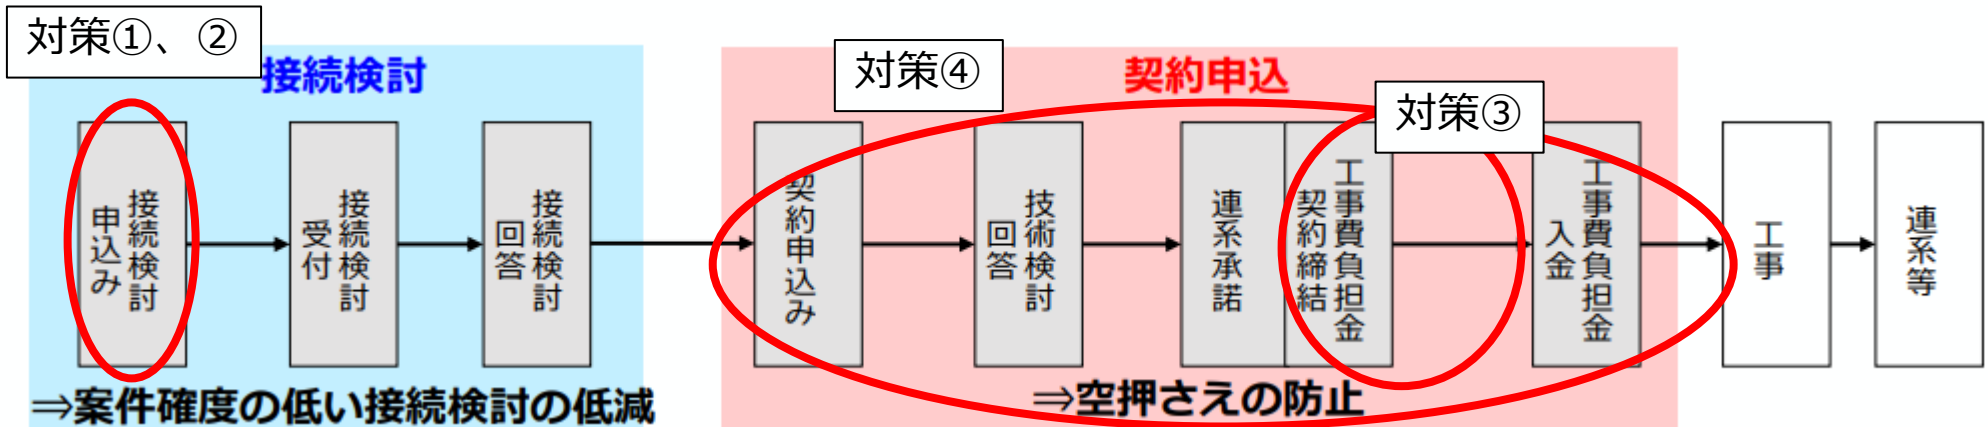 対策①、②
接続検討
対策④
契約申込
対策③
接続検討
申込み
接続検討
受付
接続検討
回答
契約申込み
技術検討
回答
連系承諾
工事費負担金
契約締結
工事費負担金
入金
工事
連系等
⇒案件確度の低い接続検討の低減
⇒空押さえの防止